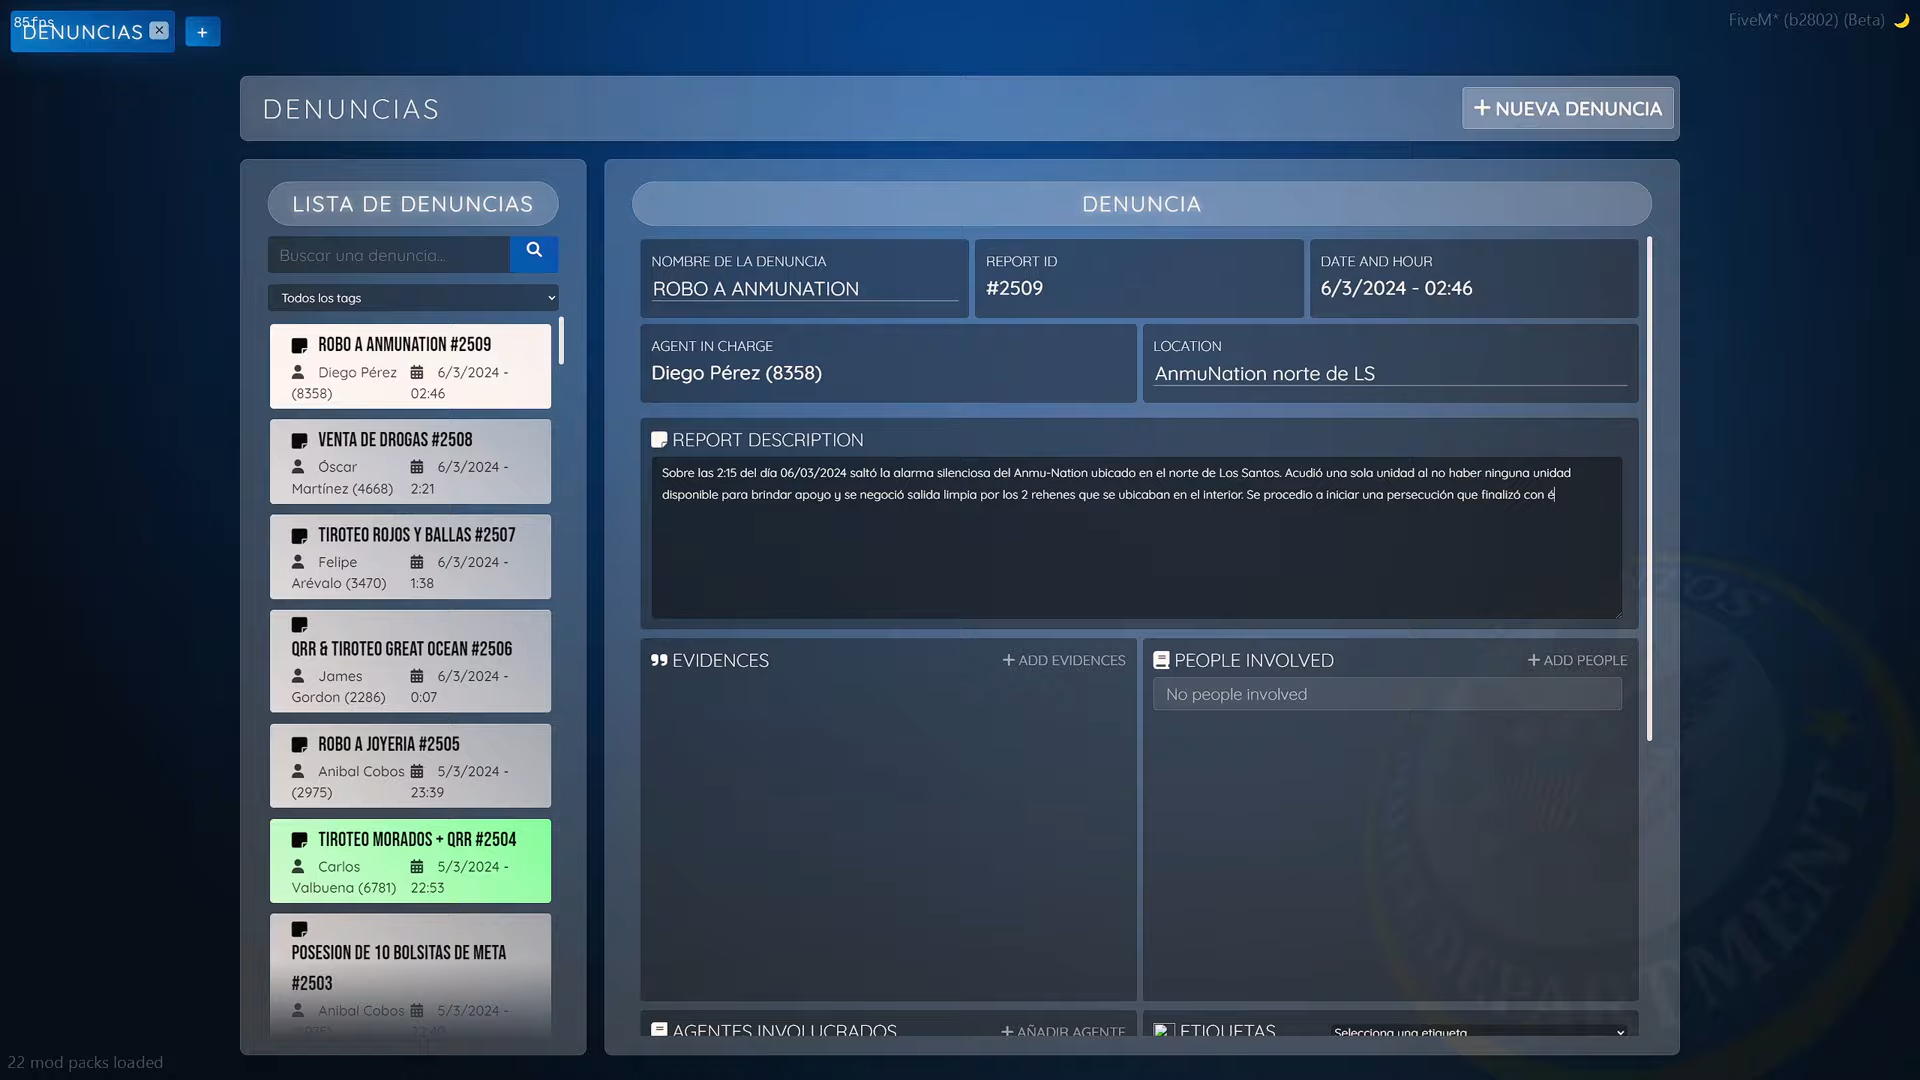 85fps
DENUNCIAS
+
FiveM* (b2802) (Beta)
DENUNCIAS
+ NUEVA DENUNCIA
LISTA DE DENUNCIAS
Buscar una denuncia...
Todos los tags
ROBO A ANMUNATION #2509
Diego Pérez (8358)
6/3/2024 - 02:46
VENTA DE DROGAS #2508
Óscar Martínez (4668)
6/3/2024 - 2:21
TIROTEO ROJOS Y BALLAS #2507
Felipe Arévalo (3470)
6/3/2024 - 1:38
QRR & TIROTEO GREAT OCEAN #2506
James Gordon (2286)
6/3/2024 - 0:07
ROBO A JOYERIA #2505
Anibal Cobos (2975)
5/3/2024 - 23:39
TIROTEO MORADOS + QRR #2504
Carlos Valbuena (6781)
5/3/2024 - 22:53
POSESION DE 10 BOLSITAS DE META
#2503
Anibal Cobos
5/3/2024 -
DENUNCIA
NOMBRE DE LA DENUNCIA
ROBO A ANMUNATION
REPORT ID
#2509
DATE AND HOUR
6/3/2024 - 02:46
AGENT IN CHARGE
Diego Pérez (8358)
LOCATION
AnmuNation norte de LS
REPORT DESCRIPTION
Sobre las 2:15 del día 06/03/2024 saltó la alarma silenciosa del Anmu-Nation ubicado en el norte de Los Santos. Acudió una sola unidad al no haber ninguna unidad
disponible para brindar apoyo y se negoció salida limpia por los 2 rehenes que se ubicaban en el interior. Se procedio a iniciar una persecución que finalizó con é
EVIDENCES
+ ADD EVIDENCES
PEOPLE INVOLVED
+ ADD PEOPLE
No people involved
AGENTES INVOLUCRADOS
+ AÑADIR AGENTE
ETIQUETAS
Selecciona una etiqueta
22 mod packs loaded